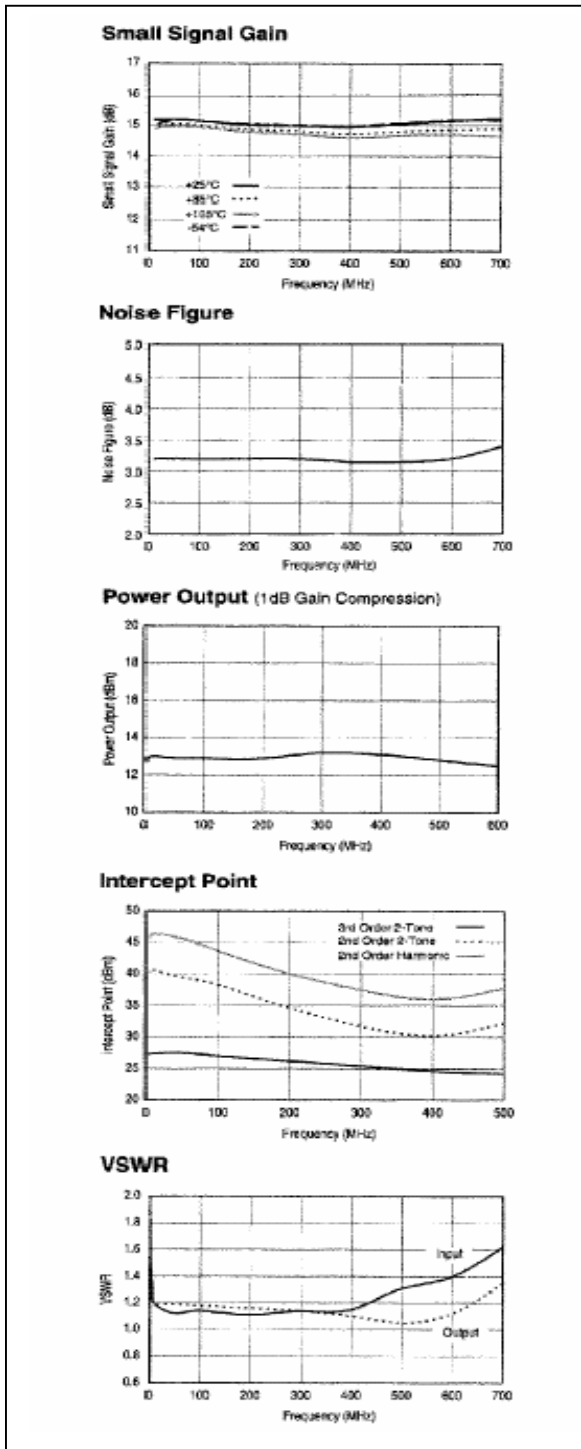 Small Signal Gain
Small Signal Gain (dB)
17
16
15
14
13
12
11
+25°C
+85°C
+105°C
-54°C
10 100 200 300 400 500 600 700
Frequency (MHz)
Noise Figure
Noise Figure (dB)
5.0
4.5
4.0
3.5
3.0
2.5
2.0
10 100 200 300 400 500 600 700
Frequency (MHz)
Power Output (1dB Gain Compression)
Power Output (dBm)
20
18
16
14
12
10
0 100 200 300 400 500 600
Frequency (MHz)
Intercept Point
Intercept Point (dBm)
50
45
40
35
30
25
20
3rd Order 2-Tone
2nd Order 2-Tone
2nd Order Harmonic
0 100 200 300 400 500
Frequency (MHz)
VSWR
VSWR
2.0
1.8
1.6
1.4
1.2
1.0
0.8
0.6
Input
Output
10 100 200 300 400 500 600 700
Frequency (MHz)